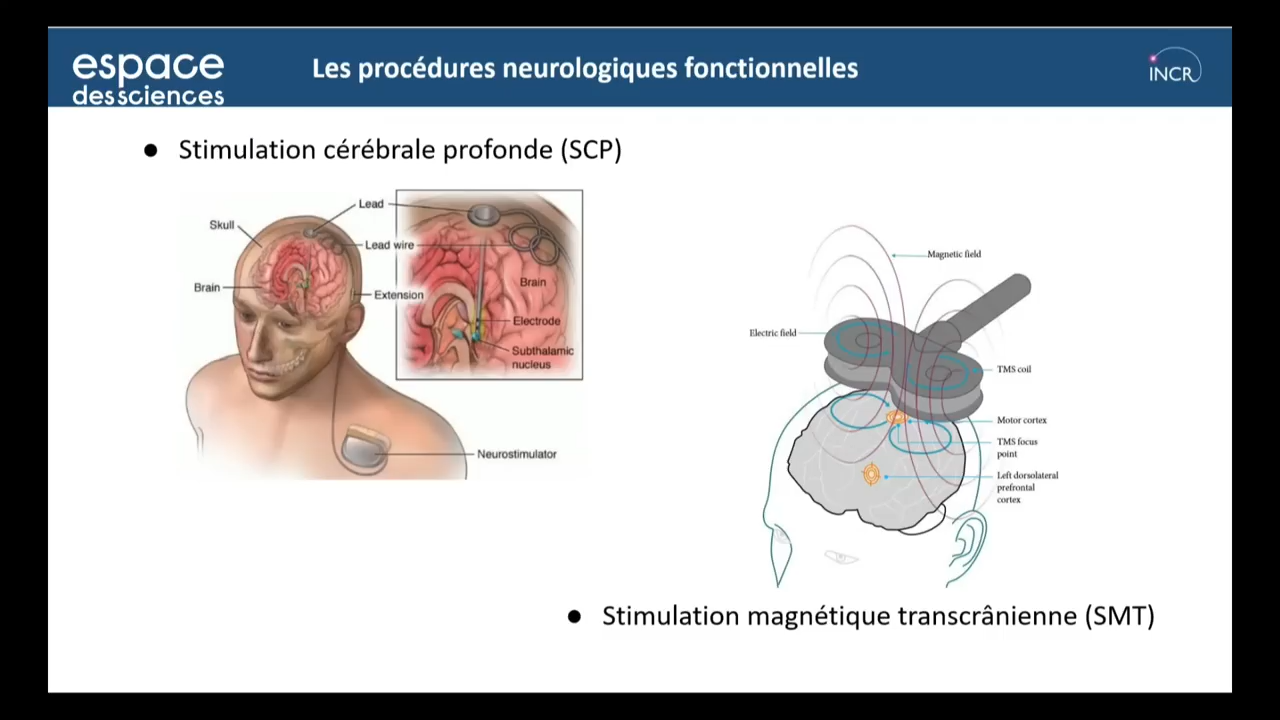 espace
des sciences
Les procédures neurologiques fonctionnelles
INCR
● Stimulation cérébrale profonde (SCP)
Lead
Skull
Lead wire
Brain
Extension
Brain
Electrode
Subthalamic
nucleus
Neurostimulator
Magnetic field
Electric field
TMS coil
Motor cortex
TMS focus
point
Left dorsolateral
prefrontal
cortex
● Stimulation magnétique transcrânienne (SMT)